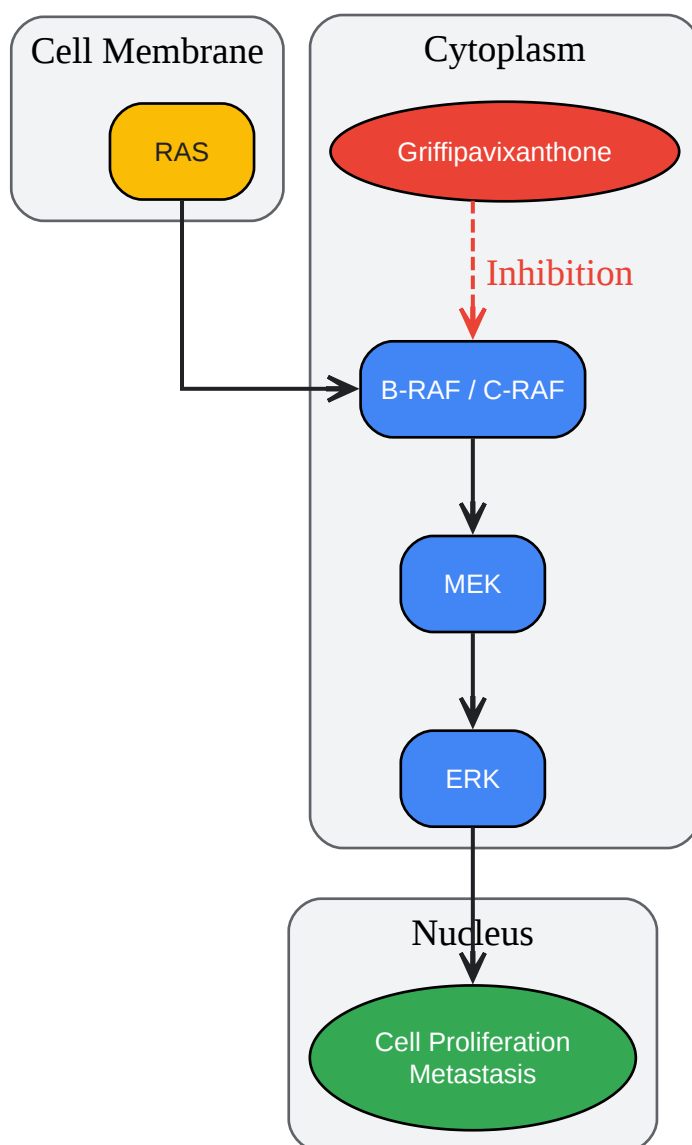 Cell Membrane
RAS
Cytoplasm
Griffipavixanthone
Inhibition
B-RAF / C-RAF
MEK
ERK
Nucleus
Cell Proliferation
Metastasis